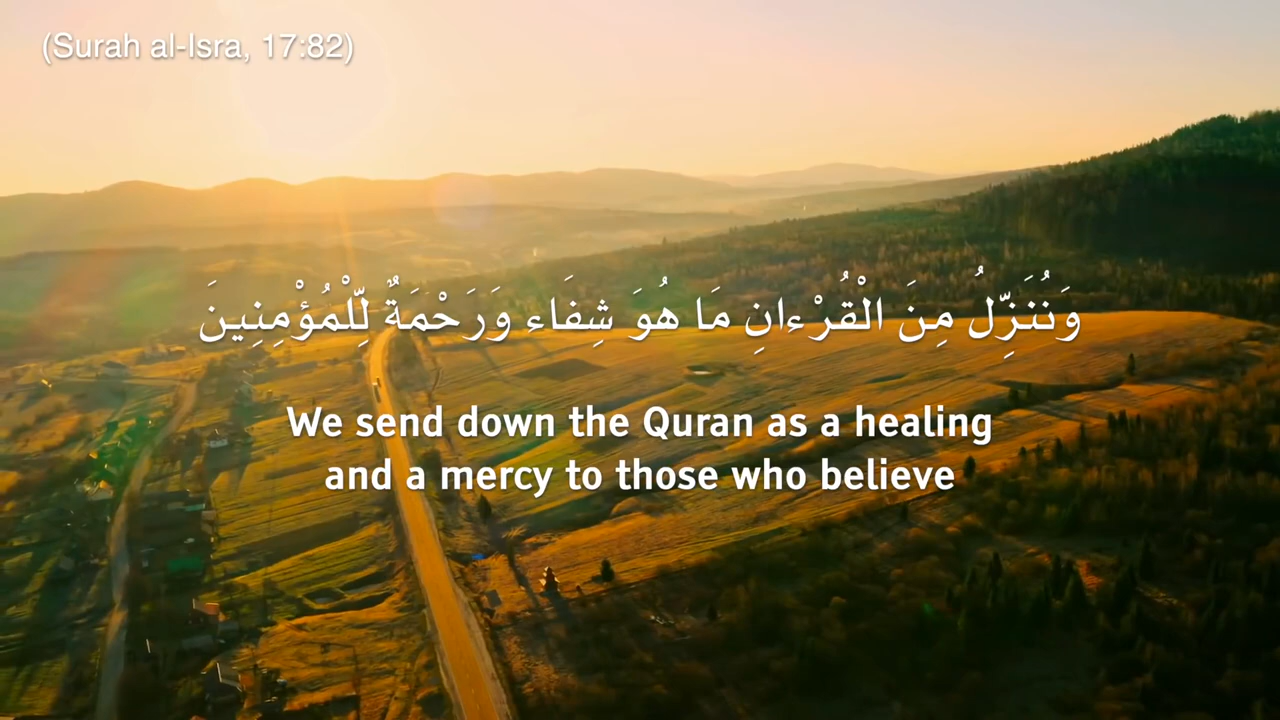 (Surah al-Isra, 17:82)
وَنُنَزِّلُ مِنَ الْقُرْءانِ مَا هُوَ شِفَاء وَرَحْمَةٌ لِّلْمُؤْمِنِينَ
We send down the Quran as a healing
and a mercy to those who believe